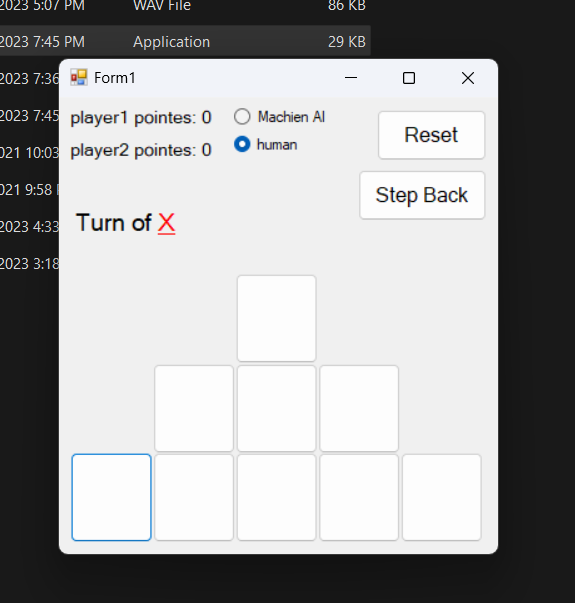 2023 5:07 PM WAV File 86 KB
2023 7:45 PM Application 29 KB
2023 7:36
Form1
2023 7:45
player1 pointes: 0 Machien AI Reset
021 10:03
player2 pointes: 0 human
021 9:58
Step Back
2023 4:33
Turn of X
2023 3:18